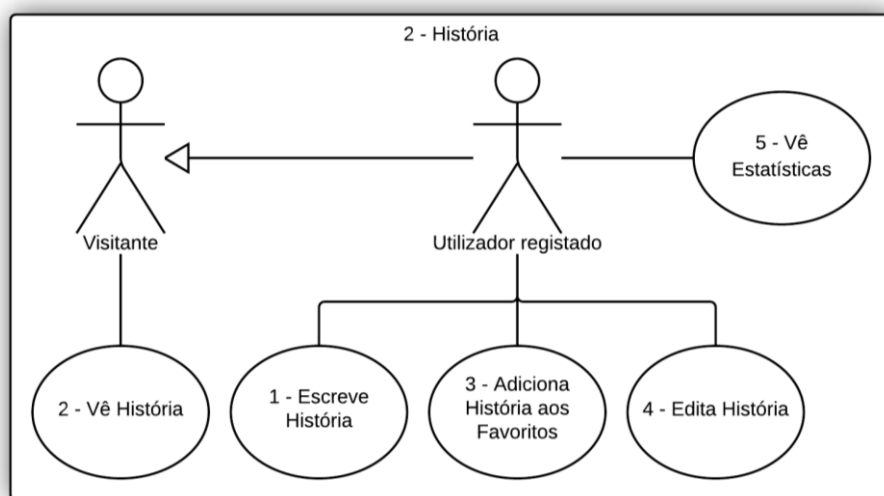 2 - História
5 - Vê
Estatísticas
Visitante
Utilizador registado
2 - Vê História
1 - Escreve
História
3 - Adiciona
História aos
Favoritos
4 - Edita História